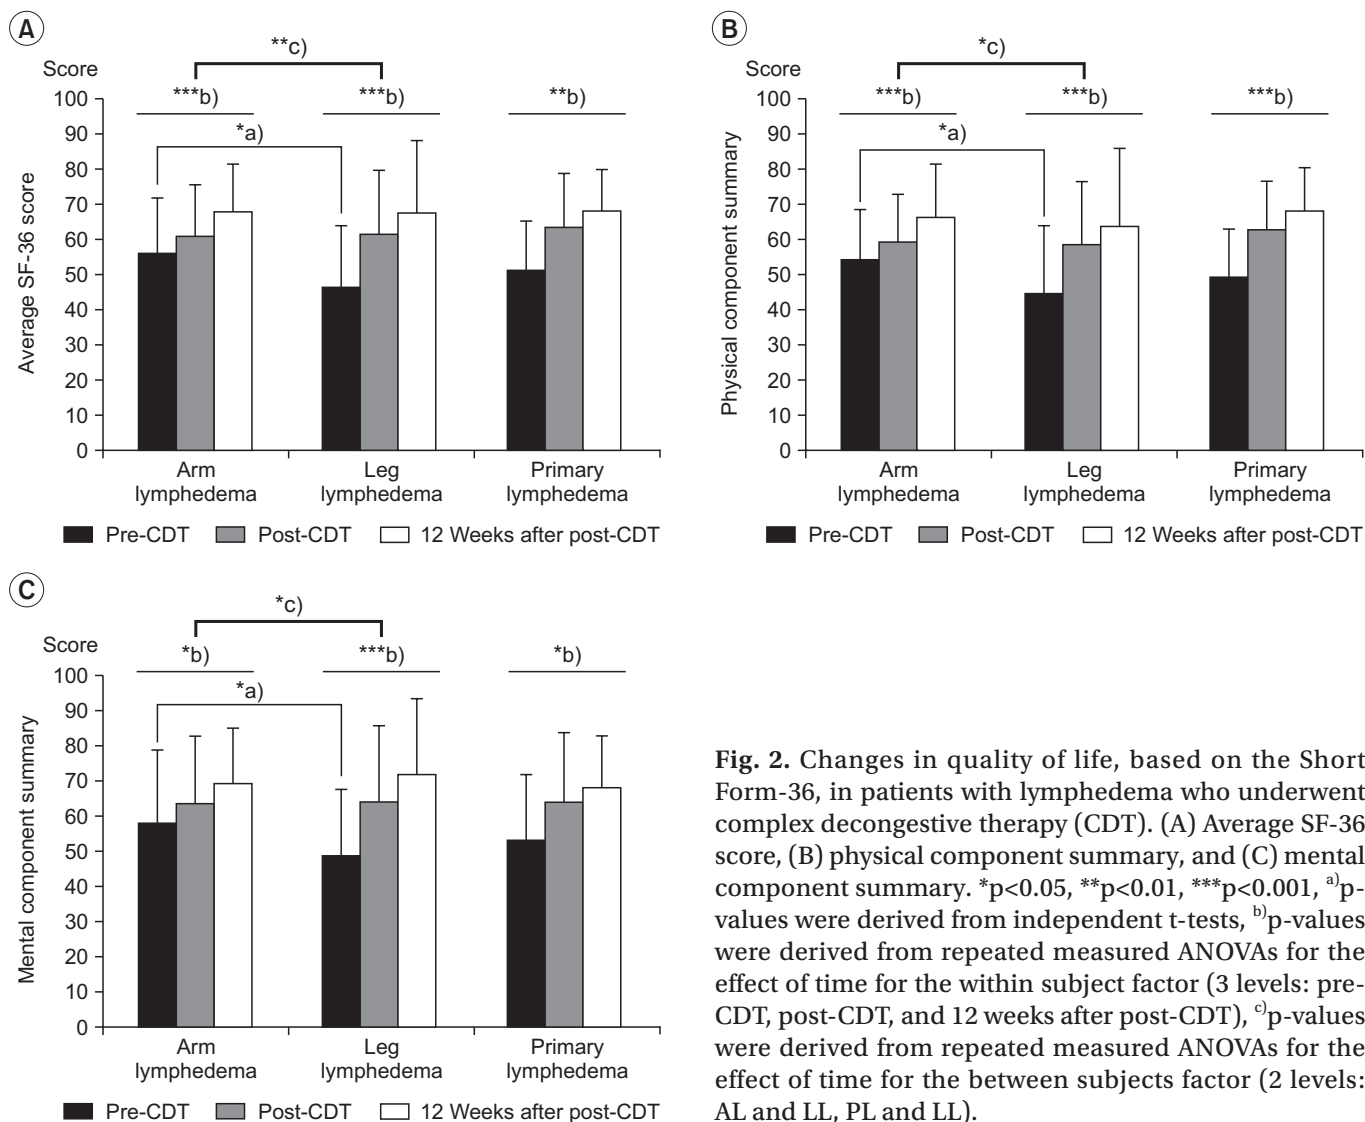 A
**c)
Score
***b)
***b)
**b)
*a)
100
90
80
70
60
50
40
30
20
10
0
Average SF-36 score
Arm lymphedema
Leg lymphedema
Primary lymphedema
Pre-CDT Post-CDT 12 Weeks after post-CDT
B
*c)
Score
***b)
***b)
***b)
*a)
100
90
80
70
60
50
40
30
20
10
0
Physical component summary
Arm lymphedema
Leg lymphedema
Primary lymphedema
Pre-CDT Post-CDT 12 Weeks after post-CDT
C
*c)
Score
*b)
***b)
*b)
*a)
100
90
80
70
60
50
40
30
20
10
0
Mental component summary
Arm lymphedema
Leg lymphedema
Primary lymphedema
Pre-CDT Post-CDT 12 Weeks after post-CDT
Fig. 2. Changes in quality of life, based on the Short
Form-36, in patients with lymphedema who underwent
complex decongestive therapy (CDT). (A) Average SF-36
score, (B) physical component summary, and (C) mental
component summary. *p<0.05, **p<0.01, ***p<0.001, a)p-
values were derived from independent t-tests, b)p-values
were derived from repeated measured ANOVAs for the
effect of time for the within subject factor (3 levels: pre-
CDT, post-CDT, and 12 weeks after post-CDT), c)p-values
were derived from repeated measured ANOVAs for the
effect of time for the between subjects factor (2 levels:
AL and LL, PL and LL).